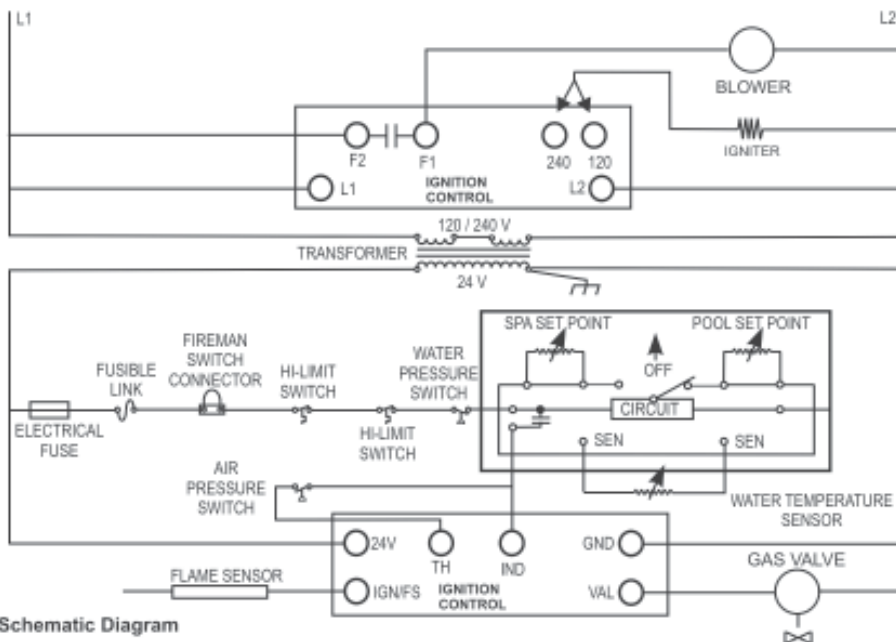 L1
L2
BLOWER
F2
F1
240
120
IGNITER
L1
IGNITION
CONTROL
L2
120 / 240 V
TRANSFORMER
24 V
SPA SET POINT
POOL SET POINT
OFF
FIREMAN
SWITCH
CONNECTOR
FUSIBLE
LINK
HI-LIMIT
SWITCH
WATER
PRESSURE
SWITCH
CIRCUIT
ELECTRICAL
FUSE
HI-LIMIT
SWITCH
SEN
SEN
AIR
PRESSURE
SWITCH
WATER TEMPERATURE
SENSOR
24V
TH
IND
GND
GAS VALVE
FLAME SENSOR
IGN/FS
IGNITION
CONTROL
VAL
Schematic Diagram